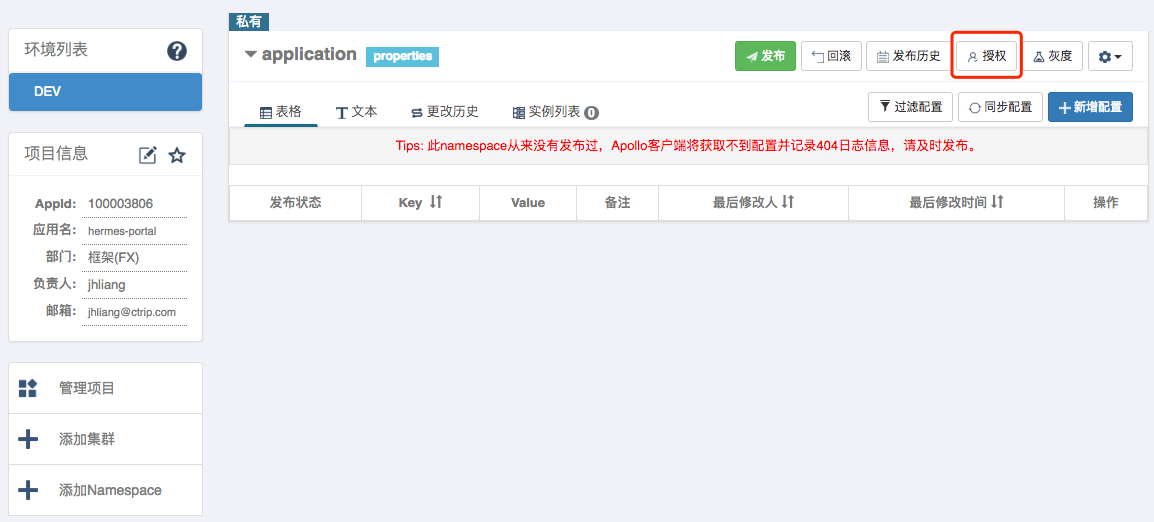 环境列表
DEV
项目信息
AppId: 100003806
应用名: hermes-portal
部门: 框架(FX)
负责人: jhliang
邮箱: jhliang@ctrip.com
管理项目
添加集群
添加Namespace
私有
application properties 发布 回滚 发布历史 授权 灰度
表格 文本 更改历史 实例列表 0 过滤配置 同步配置 新增配置
Tips: 此namespace从来没有发布过，Apollo客户端将获取不到配置并记录404日志信息，请及时发布。
发布状态 Key Value 备注 最后修改人 最后修改时间 操作